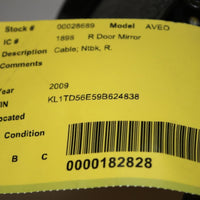 Stock # 00028689 Model AVEO
IC # 1898 R Door Mirror
Description Cable; Ntbk, R.
Comments
Year 2009
IN KL1TD56E59B624838
ocated
Condition
B C
0000182828